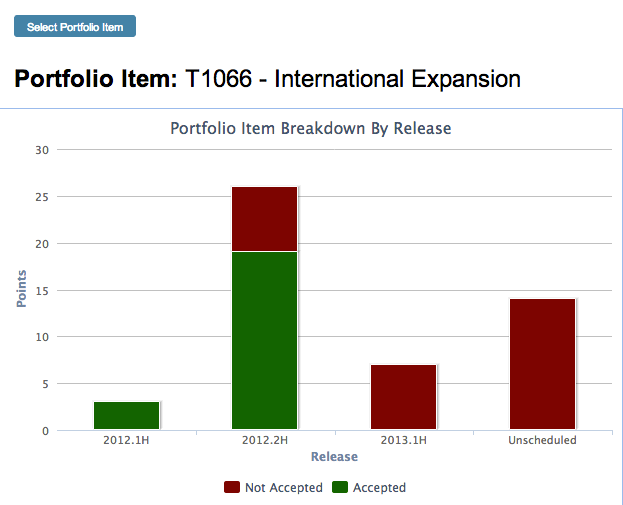 Select Portfolio Item
Portfolio Item: T1066 - International Expansion
Portfolio Item Breakdown By Release
30
25
20
15
10
5
0
Points
2012.1H 2012.2H 2013.1H Unscheduled
Release
Not Accepted Accepted